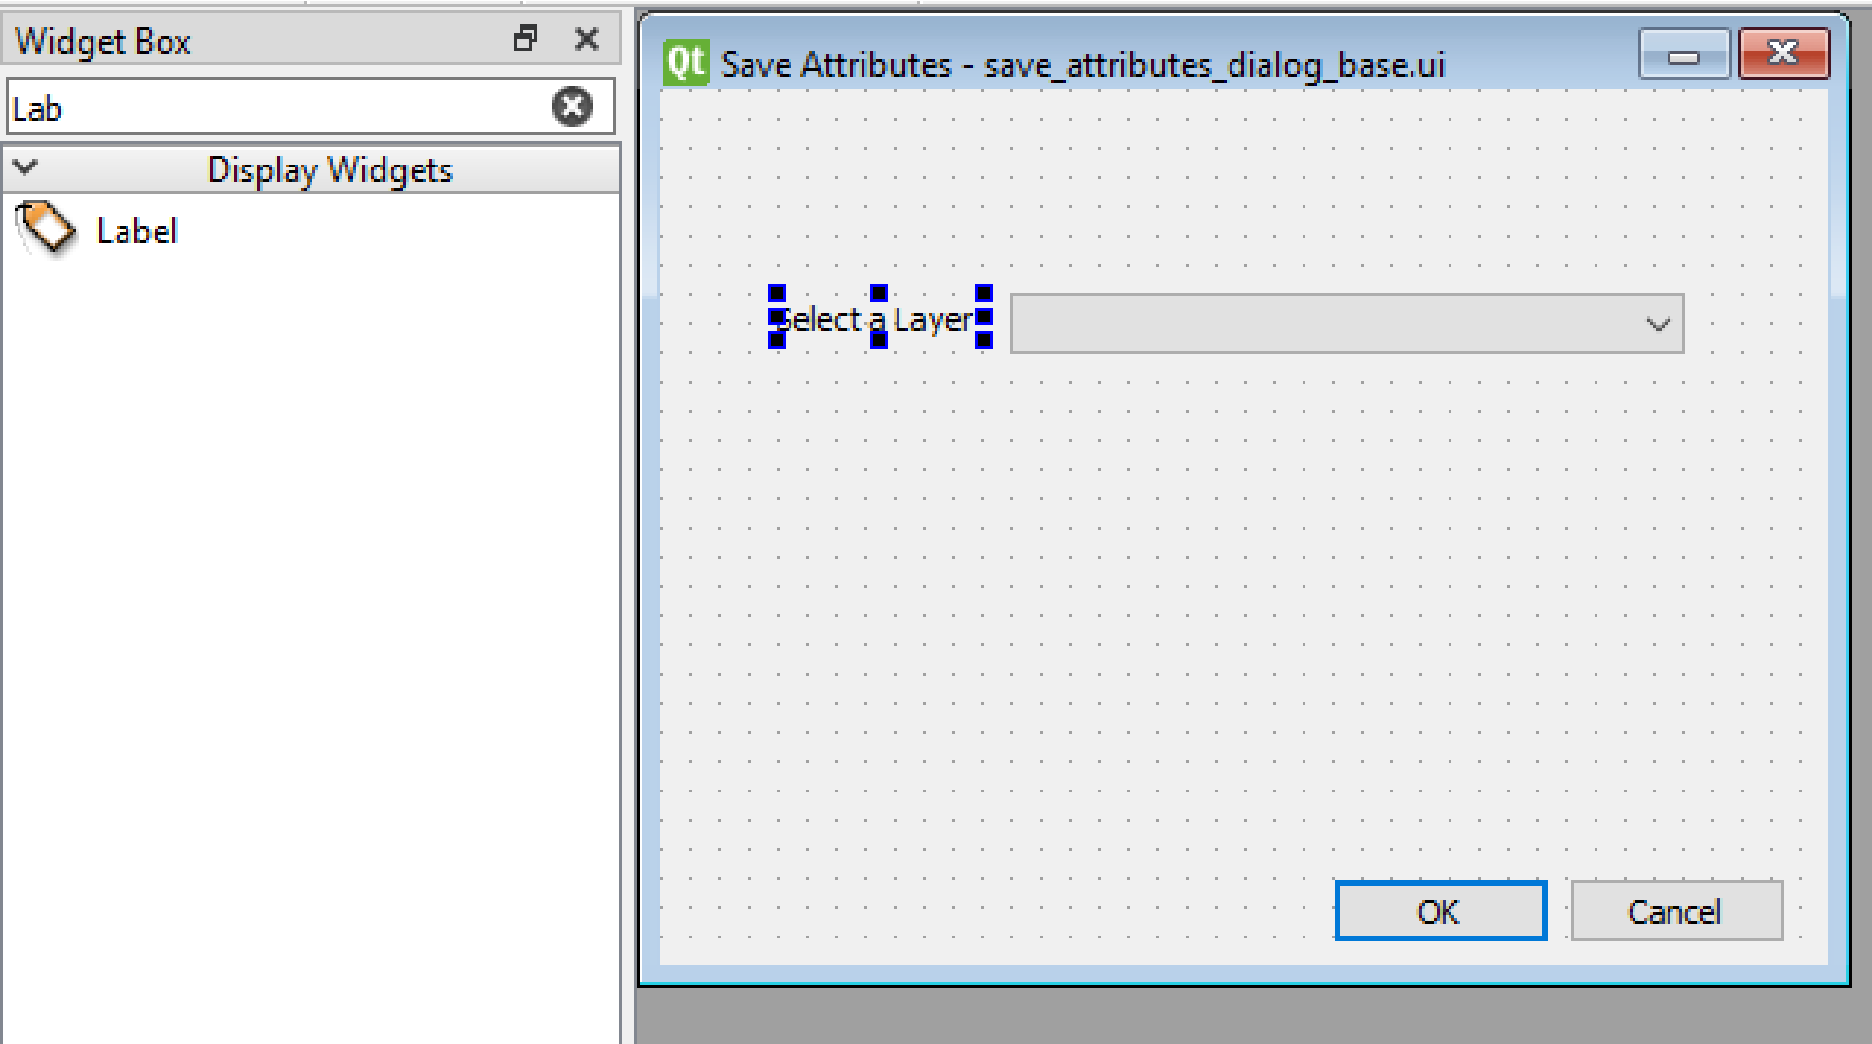 Widget Box
Lab
Display Widgets
Label
Qt Save Attributes - save_attributes_dialog_base.ui
Select a Layer
OK Cancel